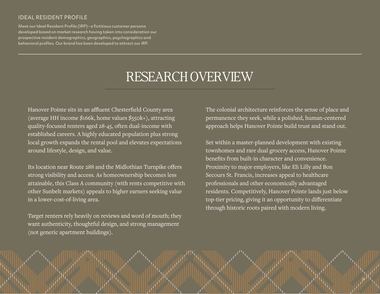 IDEAL RESIDENT PROFILE
Meet our Ideal Resident Profile (IRP)—a fictitious customer persona
developed based on market research having taken into consideration our
prospective resident demographics, geographics, psychographics and
behavioral profiles. Our brand has been developed to attract our IRP.
RESEARCH OVERVIEW
Hanover Pointe sits in an affluent Chesterfield County area
(average HH income $166k, home values $550k+), attracting
quality-focused renters aged 28-45, often dual-income with
established careers. A highly educated population plus strong
local growth expands the rental pool and elevates expectations
around lifestyle, design, and value.
Its location near Route 288 and the Midlothian Turnpike offers
strong visibility and access. As homeownership becomes less
attainable, this Class A community (with rents competitive with
other Sunbelt markets) appeals to higher earners seeking value
in a lower-cost-of-living area.
Target renters rely heavily on reviews and word of mouth; they
want authenticity, thoughtful design, and strong management
(not generic apartment buildings).
The colonial architecture reinforces the sense of place and
permanence they seek, while a polished, human-centered
approach helps Hanover Pointe build trust and stand out.
Set within a master-planned development with existing
townhomes and rare dual grocery access, Hanover Pointe
benefits from built-in character and convenience.
Proximity to major employers, like Eli Lilly and Bon
Secours St. Francis, increases appeal to healthcare
professionals and other economically advantaged
residents. Competitively, Hanover Pointe lands just below
top-tier pricing, giving it an opportunity to differentiate
through historic roots paired with modern living.